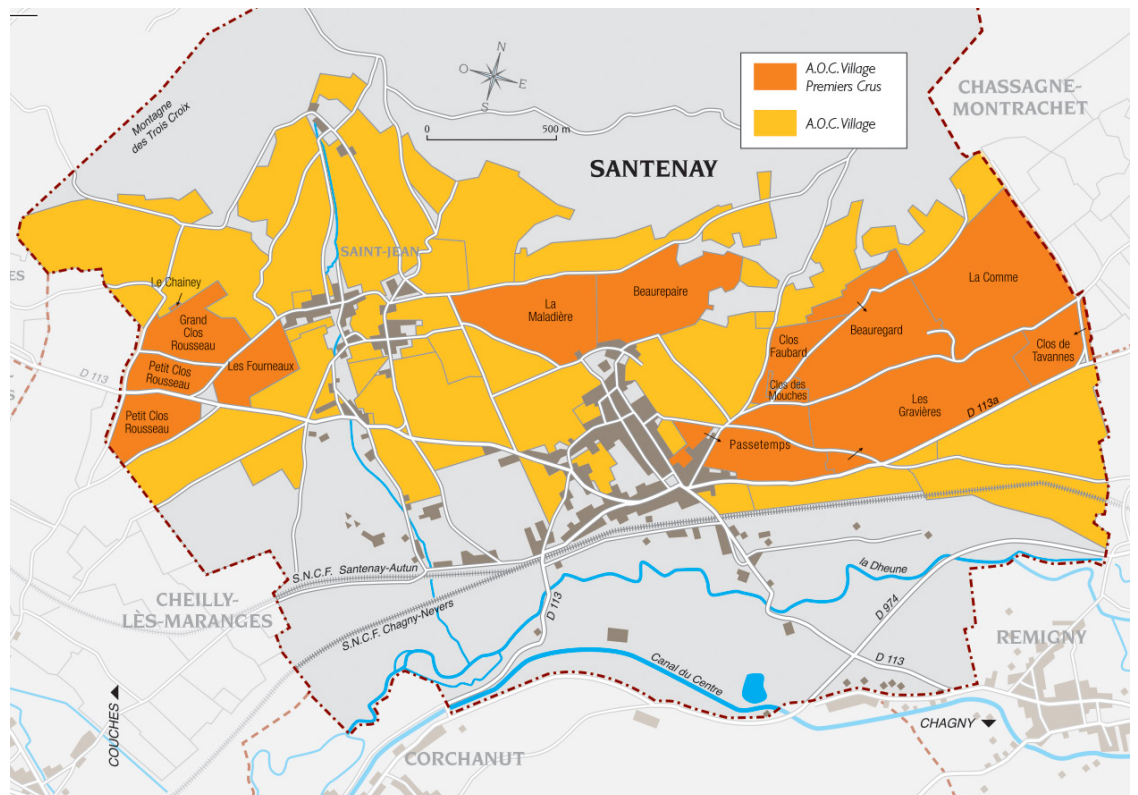 A.O.C. Village
Premiers Crus
A.O.C. Village
N
O
E
S
0
500 m
CHASSAGNE-
MONTRACHET
Montagne
des Trois Croix
SANTENAY
SAINT-JEAN
Le Chainey
Grand
Clos
Rousseau
Petit Clos
Rousseau
Les Fourneaux
Petit Clos
Rousseau
D 113
ES
S
La
Maladière
Beaurepaire
La Comme
Beauregard
Clos
Faubard
Clos de
Tavannes
Clos des
Mouches
Les
Gravières
D 113a
Passetemps
S.N.C.F. Santenay-Autun
S.N.C.F. Chagny-Nevers
la Dheune
D 974
D 113
D 113
CHEILLY-
LÈS-MARANGES
REMIGNY
Canal du Centre
COUCHES
CHAGNY
CORCHANUT